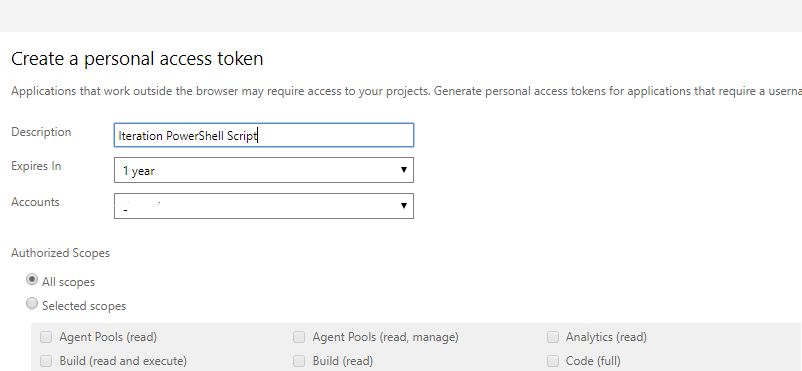 Create a personal access token
Applications that work outside the browser may require access to your projects. Generate personal access tokens for applications that require a userna
Description Iteration PowerShell Script
Expires In 1 year
Accounts
Authorized Scopes
All scopes
Selected scopes
Agent Pools (read) Agent Pools (read, manage) Analytics (read)
Build (read and execute) Build (read) Code (full)